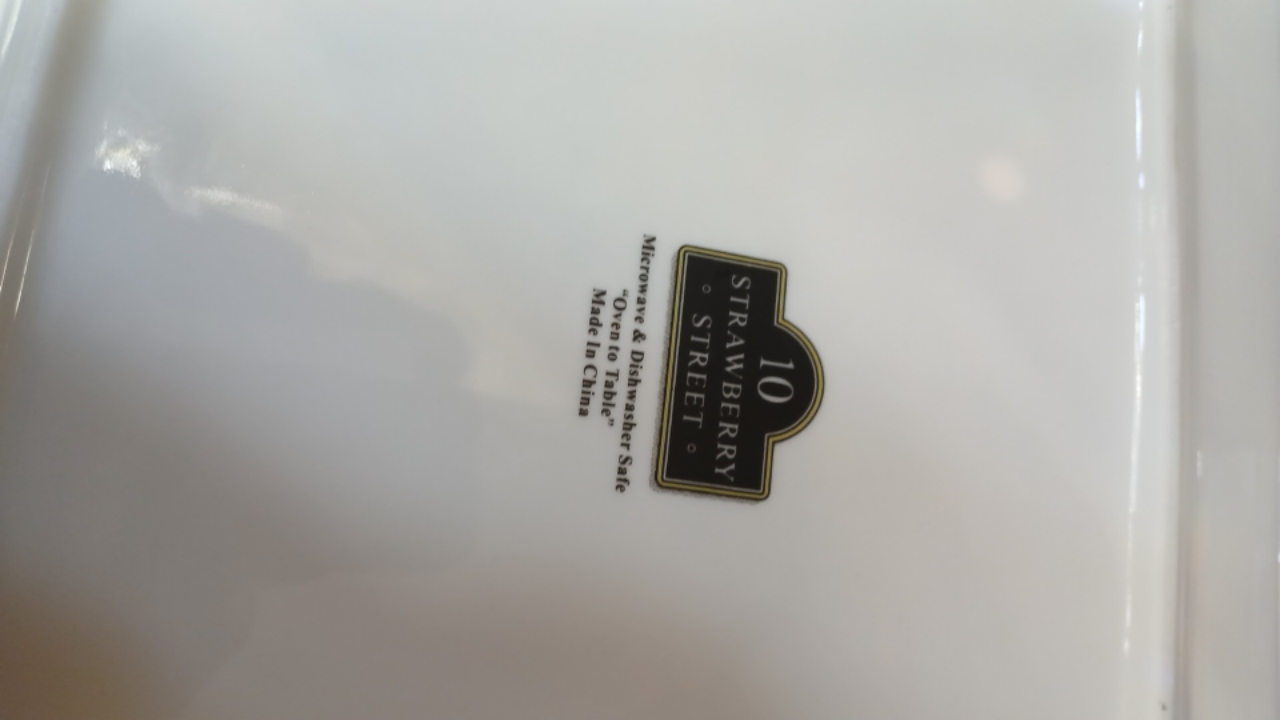 10
STRAWBERRY
STREET
Microwave & Dishwasher Safe
“Oven to Table”
Made In China